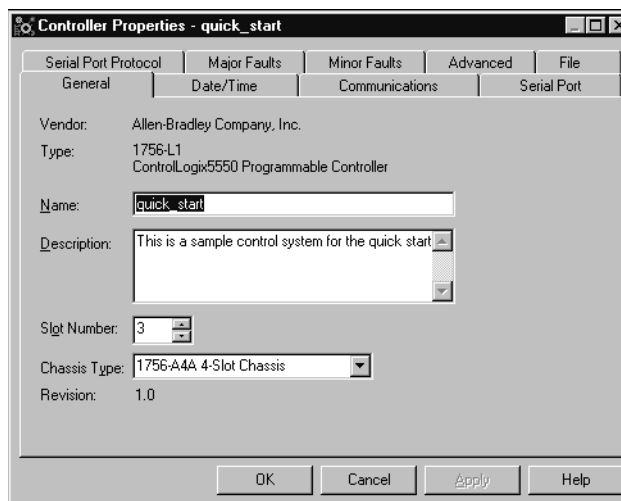 Controller Properties - quick_start
Serial Port Protocol Major Faults Minor Faults Advanced File
General Date/Time Communications Serial Port
Vendor: Allen-Bradley Company, Inc.
Type: 1756-L1
ControlLogix5550 Programmable Controller
Name: quick_start
Description: This is a sample control system for the quick start
Slot Number: 3
Chassis Type: 1756-A4A 4-Slot Chassis
Revision: 1.0
OK Cancel Apply Help